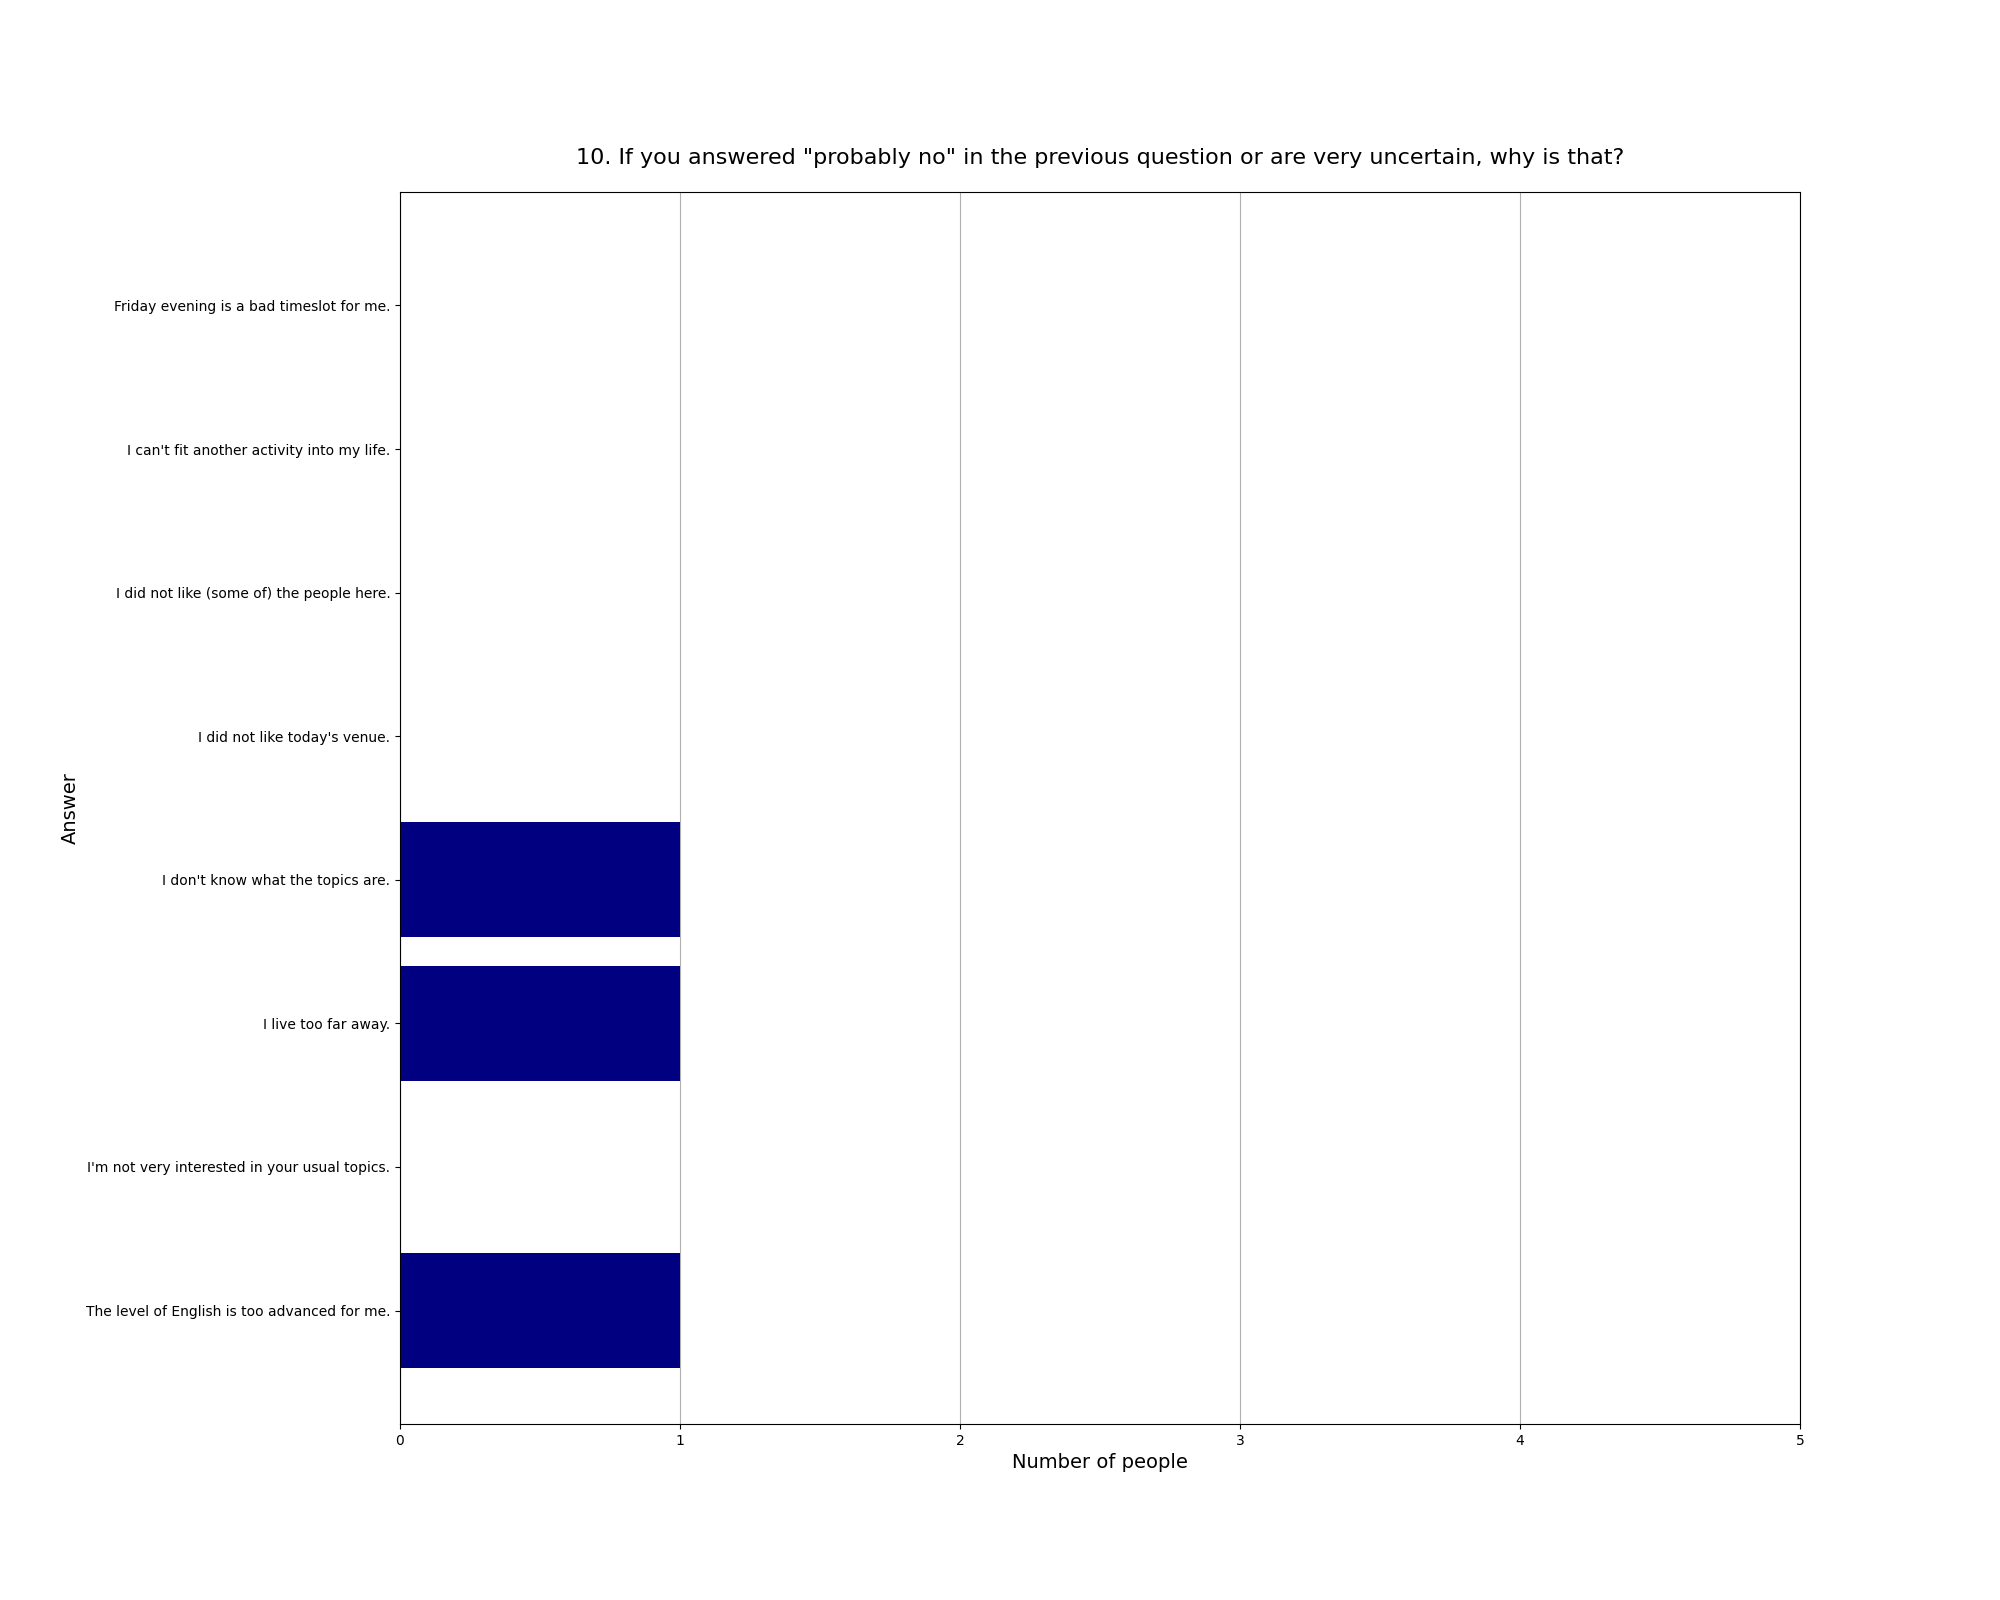 10. If you answered "probably no" in the previous question or are very uncertain, why is that?
Friday evening is a bad timeslot for me.
I can't fit another activity into my life.
I did not like (some of) the people here.
I did not like today's venue.
Answer
I don't know what the topics are.
I live too far away.
I'm not very interested in your usual topics.
The level of English is too advanced for me.
0 1 2 3 4 5
Number of people